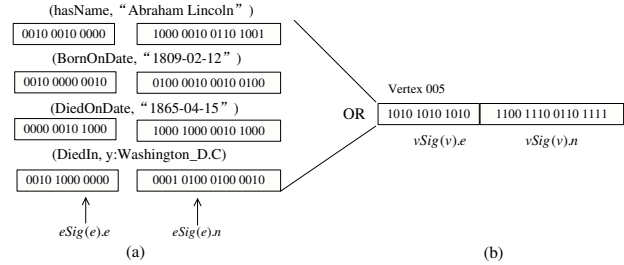 (hasName, “Abraham Lincoln” )
0010 0010 0000 1000 0010 0110 1001
(BornOnDate, “1809-02-12” )
0010 0000 0010 0100 0010 0010 0100
(DiedOnDate, “1865-04-15” )
0000 0010 1000 1000 1000 0010 1000
(DiedIn, y:Washington_D.C)
0010 1000 0000 0001 0100 0100 0010
eSig(e).e eSig(e).n
(a)
Vertex 005
OR 1010 1010 1010 1100 1110 0110 1111
vSig(v).e vSig(v).n
(b)